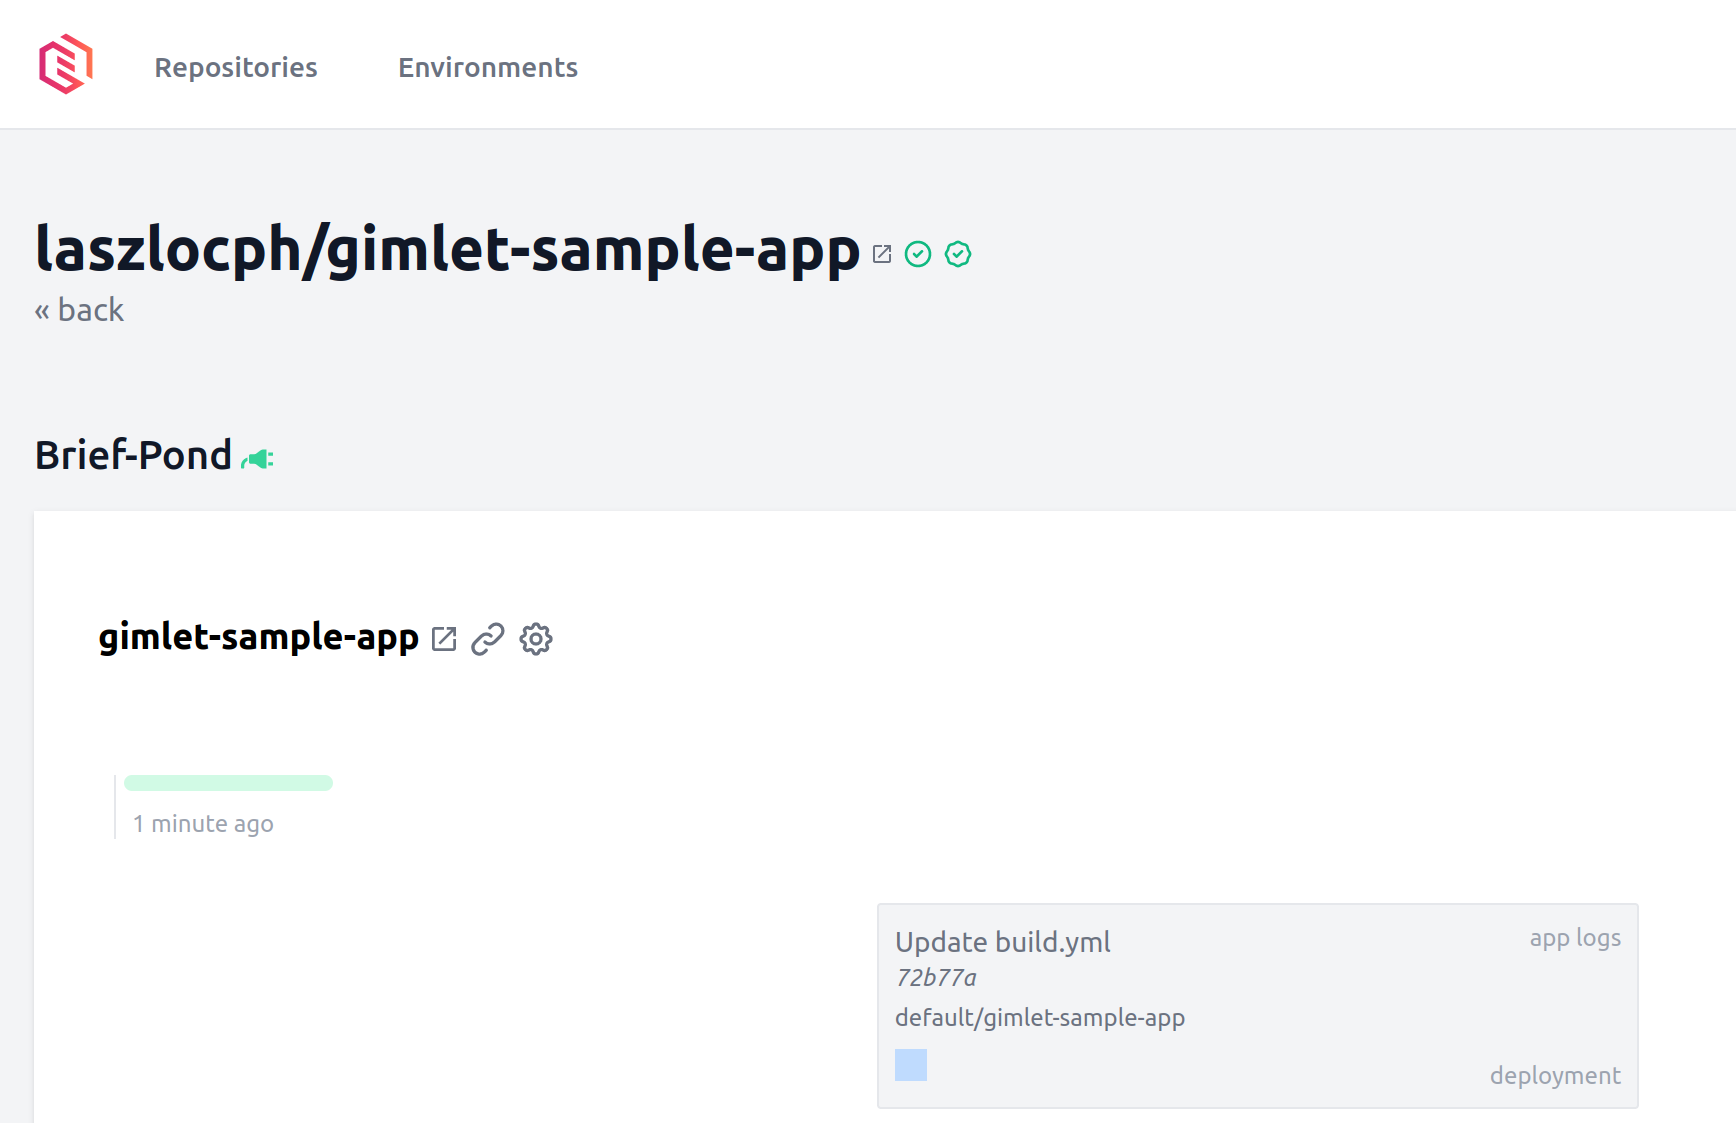 Repositories Environments
laszlocph/gimlet-sample-app
« back
Brief-Pond
gimlet-sample-app
1 minute ago
Update build.yml app logs
72b77a
default/gimlet-sample-app
deployment